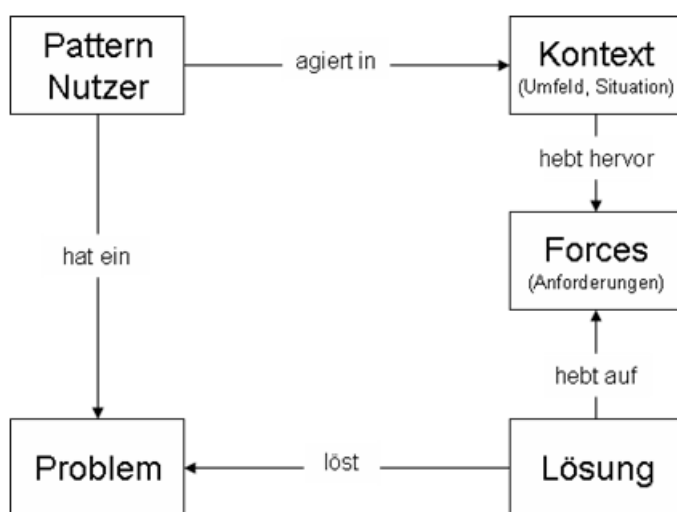 Pattern
Nutzer
agiert in
Kontext
(Umfeld, Situation)
hebt hervor
hat ein
Forces
(Anforderungen)
hebt auf
Problem
löst
Lösung